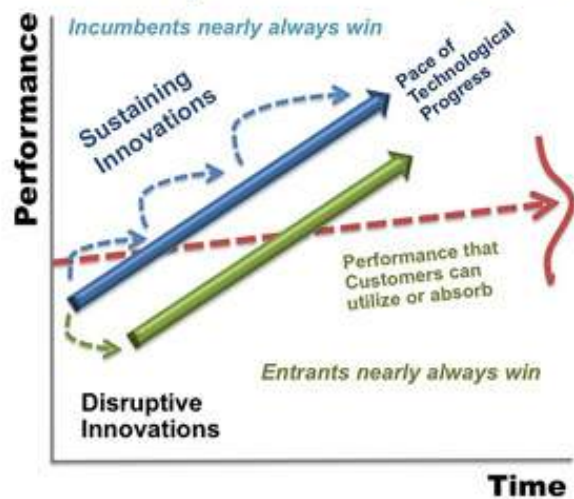 Incumbents nearly always win
Pace of
Technological
Progress
Sustaining
Innovations
Performance
Performance that
Customers can
utilize or absorb
Entrants nearly always win
Disruptive
Innovations
Time